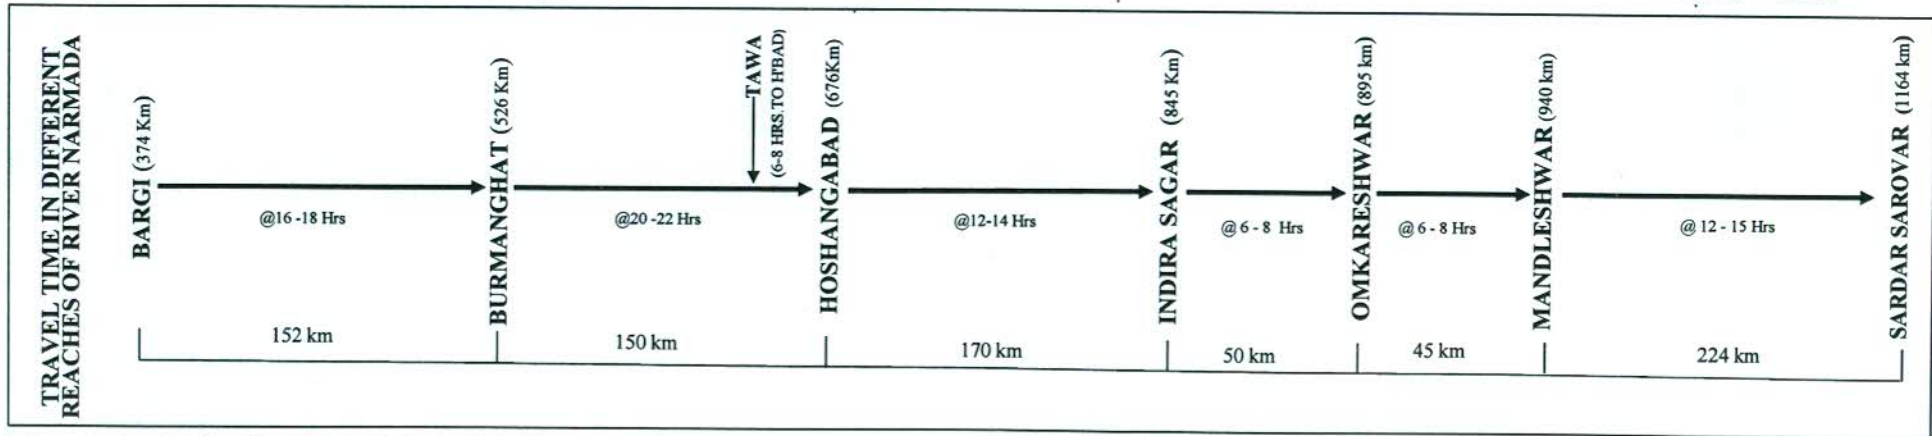 TRAVEL TIME IN DIFFERENT
REACHES OF RIVER NARMADA
BARGI (374 Km)
@16 -18 Hrs
BURMANGHAT (526 Km)
@20 -22 Hrs
TAWA
(6-8 HRS.TO H'BAD)
HOSHANGABAD (676Km)
@12-14 Hrs
INDIRA SAGAR (845 Km)
@ 6 - 8 Hrs
OMKARESHWAR (895 km)
@ 6 - 8 Hrs
MANDLESHWAR (940 km)
@ 12 - 15 Hrs
SARDAR SAROVAR (1164 km)
152 km
150 km
170 km
50 km
45 km
224 km